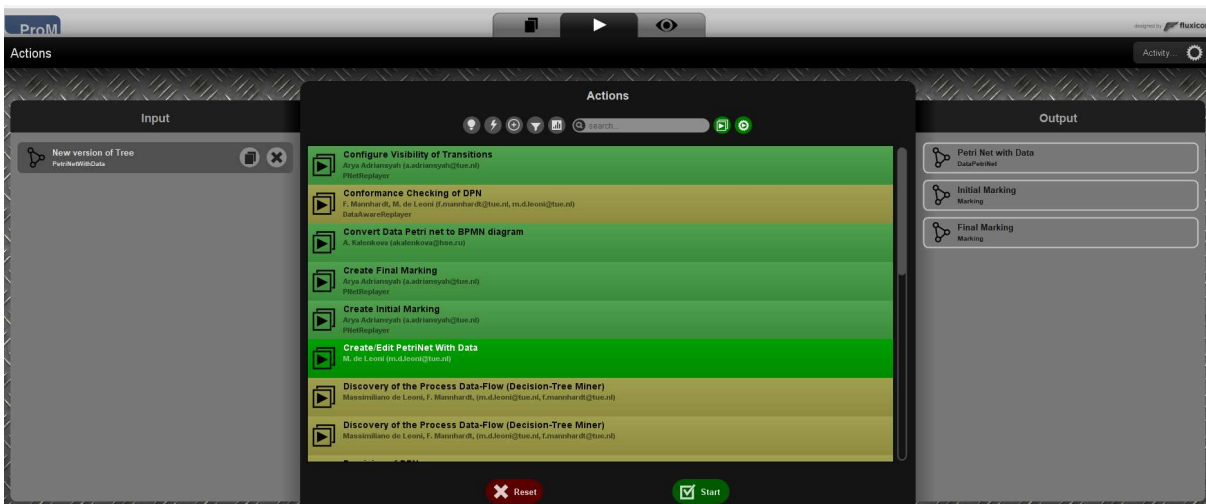 ProM
designed by fluxicon
Actions
Activity...
Input
New version of Tree
PetriNetWithData
Actions
search...
Configure Visibility of Transitions
Arya Adriansyah (a.adriansyah@tue.nl)
PNetReplayer
Conformance Checking of DPN
F. Mannhardt, M. de Leoni (f.mannhardt@tue.nl, m.d.leoni@tue.nl)
DataAwareReplayer
Convert Data Petri net to BPMN diagram
A. Kalenkova (akalenkova@hse.ru)
Create Final Marking
Arya Adriansyah (a.adriansyah@tue.nl)
PNetReplayer
Create Initial Marking
Arya Adriansyah (a.adriansyah@tue.nl)
PNetReplayer
Create/Edit PetriNet With Data
M. de Leoni (m.d.leoni@tue.nl)
Discovery of the Process Data-Flow (Decision-Tree Miner)
Massimiliano de Leoni, F. Mannhardt, (m.d.leoni@tue.nl, f.mannhardt@tue.nl)
Discovery of the Process Data-Flow (Decision-Tree Miner)
Massimiliano de Leoni, F. Mannhardt, (m.d.leoni@tue.nl, f.mannhardt@tue.nl)
Reset
Start
Output
Petri Net with Data
DataPetriNet
Initial Marking
Marking
Final Marking
Marking